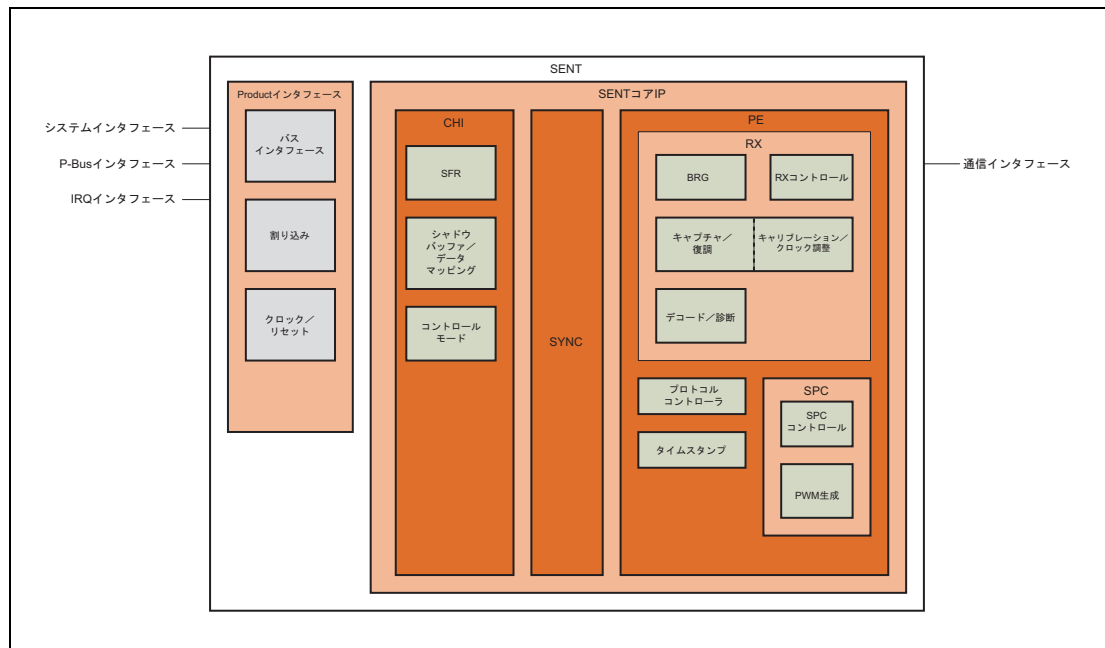 SENT
Productインタフェース
バス
インタフェース
割り込み
クロック／
リセット
システムインタフェース
P-Busインタフェース
IRQインタフェース
SENTコアIP
CHI
SFR
シャドウ
バッファ／
データ
マッピング
コントロール
モード
SYNC
PE
RX
BRG
RXコントロール
キャプチャ／
復調
キャリブレーション／
クロック調整
デコード／診断
プロトコル
コントローラ
タイムスタンプ
SPC
SPC
コントロール
PWM生成
通信インタフェース